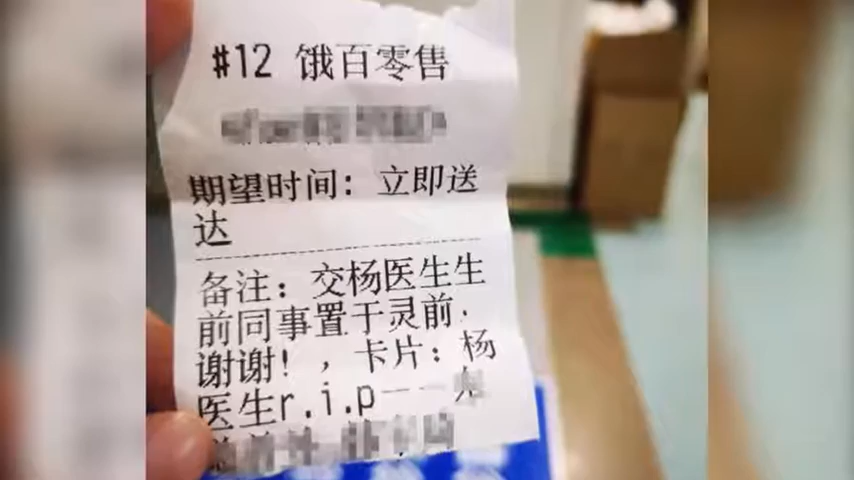 #12 饿百零售
期望时间：立即送
达
备注：交杨医生生
前同事置于灵前.
谢谢！，卡片：杨
医生r.i.p——